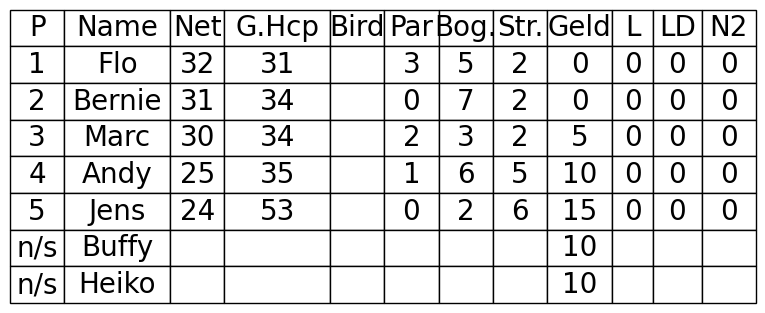 P Name Net G.Hcp Bird Par Bog. Str. Geld L LD N2
1 Flo 32 31 3 5 2 0 0 0 0
2 Bernie 31 34 0 7 2 0 0 0 0
3 Marc 30 34 2 3 2 5 0 0 0
4 Andy 25 35 1 6 5 10 0 0 0
5 Jens 24 53 0 2 6 15 0 0 0
n/s Buffy 10
n/s Heiko 10